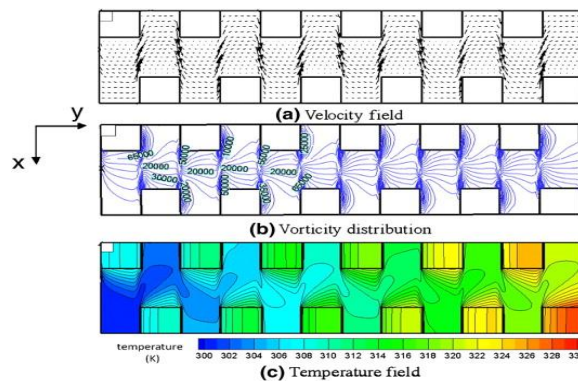 (a) Velocity field
y
x
20000
20000
20000
20000
(b) Vorticity distribution
temperature
(K)
300 302 304 306 308 310 312 314 316 318 320 322 324 326 328
(c) Temperature field